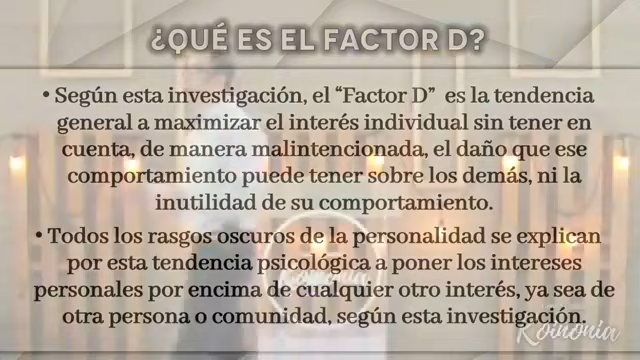 ¿QUÉ ES EL FACTOR D?
• Según esta investigación, el “Factor D” es la tendencia
general a maximizar el interés individual sin tener en
cuenta, de manera malintencionada, el daño que ese
comportamiento puede tener sobre los demás, ni la
inutilidad de su comportamiento.
• Todos los rasgos oscuros de la personalidad se explican
por esta tendencia psicológica a poner los intereses
personales por encima de cualquier otro interés, ya sea de
otra persona o comunidad, según esta investigación.
Koinonia